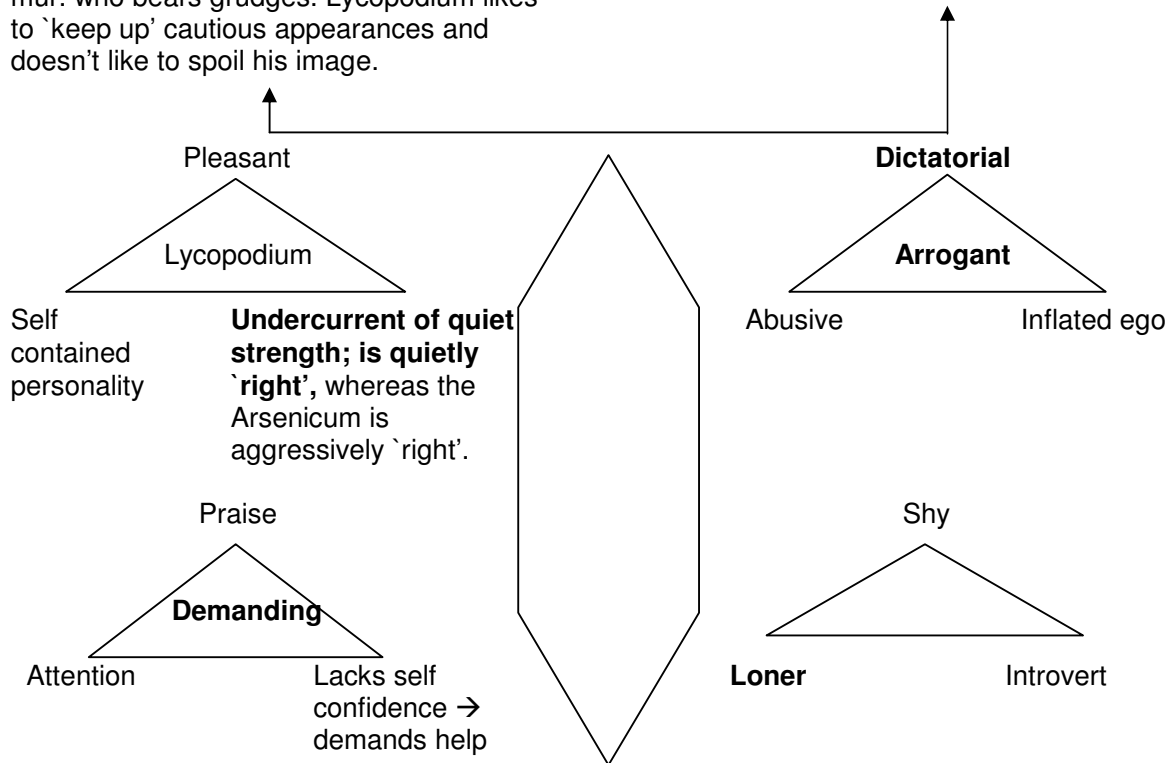 mur. who bears grudges. Lycopodium likes
to `keep up' cautious appearances and
doesn't like to spoil his image.
Pleasant
Lycopodium
Self
contained
personality
Undercurrent of quiet
strength; is quietly
`right', whereas the
Arsenicum is
aggressively `right'.
Dictatorial
Arrogant
Abusive
Inflated ego
Praise
Demanding
Attention
Lacks self
confidence →
demands help
Shy
Loner
Introvert